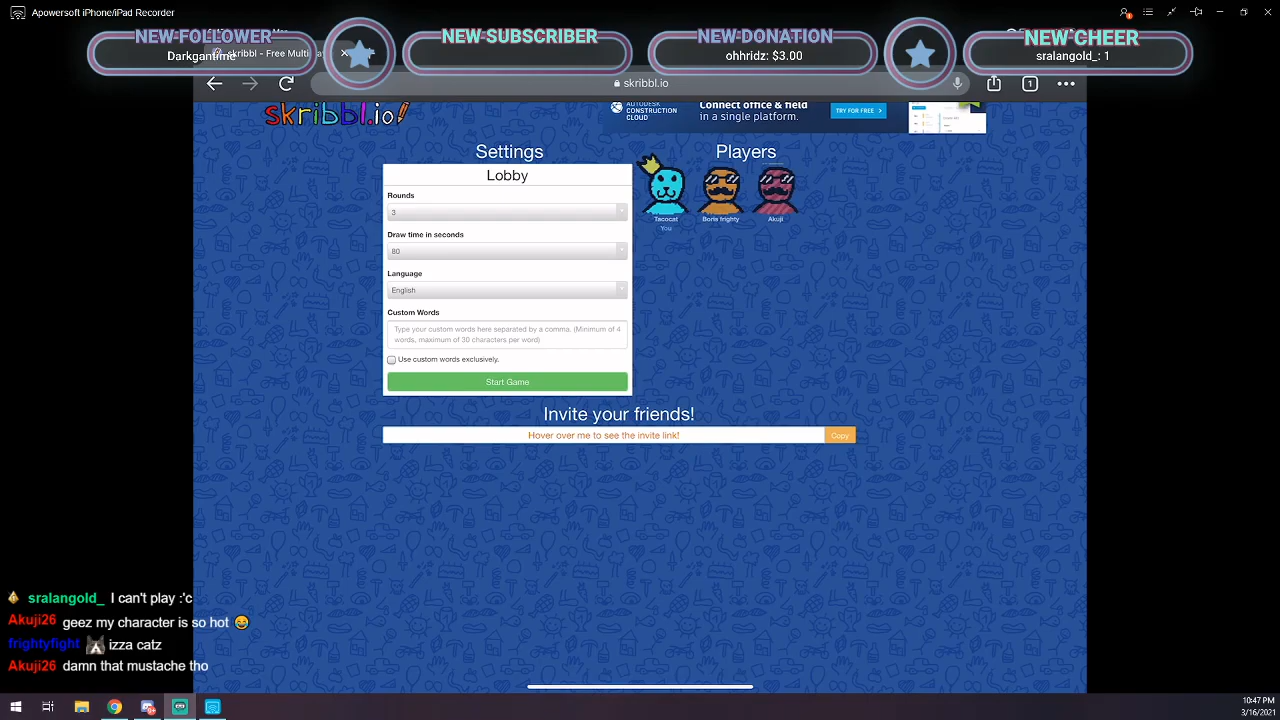 Apowersoft iPhone/iPad Recorder
NEW FOLLOWER
Darkgantime
NEW SUBSCRIBER
NEW DONATION
ohhridz: $3.00
NEW CHEER
sralangold_: 1
skribbl - Free Multi
skribbl.io
1
skribbl.io!
AUTODESK
CONSTRUCTION
CLOUD
Connect office & field
in a single platform.
TRY FOR FREE >
Settings
Players
Lobby
Rounds
3
Draw time in seconds
80
Language
English
Custom Words
Type your custom words here separated by a comma. (Minimum of 4
words, maximum of 30 characters per word)
Use custom words exclusively.
Start Game
Tacocat
You
Boris frighty
Akuji
Invite your friends!
Hover over me to see the invite link!
Copy
sralangold_ I can't play :'c
Akuji26 geez my character is so hot
frightyfight izza catz
Akuji26 damn that mustache tho
10:47 PM
3/16/2021